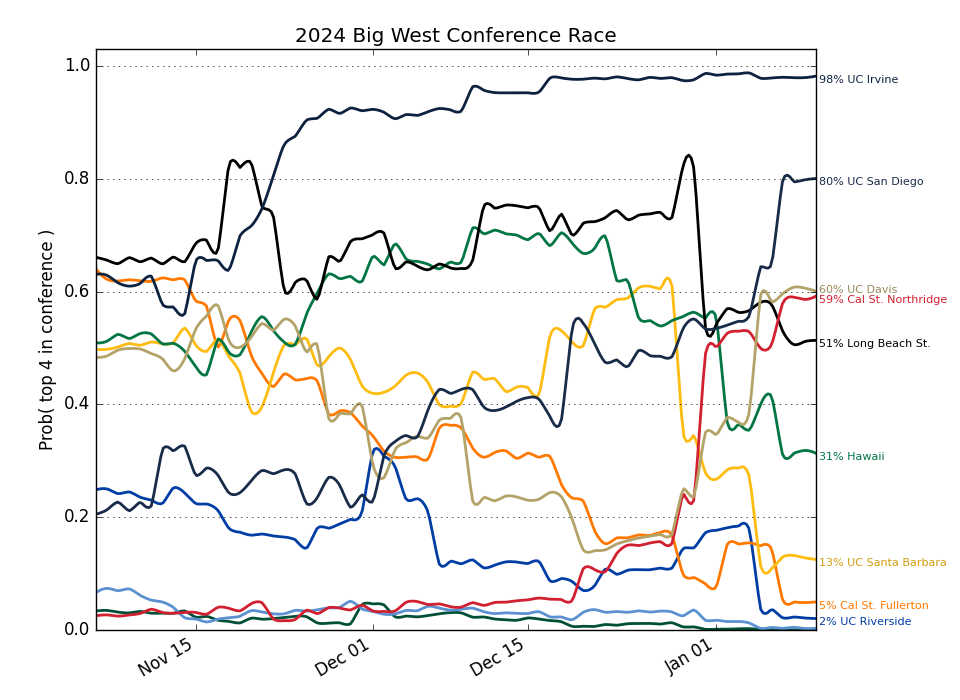 2024 Big West Conference Race
Prob( top 4 in conference )
1.0
0.8
0.6
0.4
0.2
0.0
Nov 15
Dec 01
Dec 15
Jan 01
98% UC Irvine
80% UC San Diego
60% UC Davis
59% Cal St. Northridge
51% Long Beach St.
31% Hawaii
13% UC Santa Barbara
5% Cal St. Fullerton
2% UC Riverside